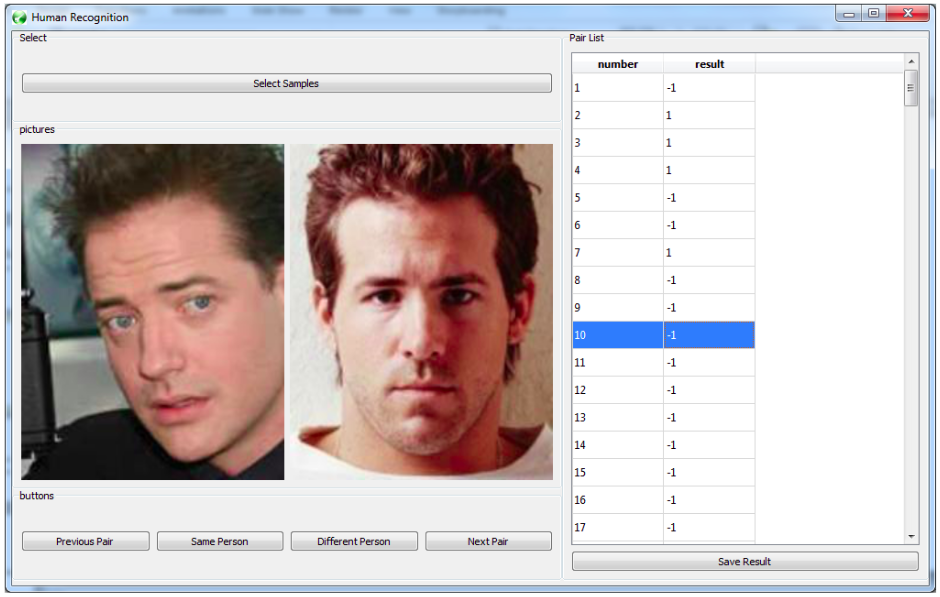 Human Recognition
Select
Select Samples
pictures
buttons
Previous Pair
Same Person
Different Person
Next Pair
Pair List
number result
1 -1
2 1
3 1
4 1
5 -1
6 -1
7 1
8 -1
9 -1
10 -1
11 -1
12 -1
13 -1
14 -1
15 -1
16 -1
17 -1
Save Result